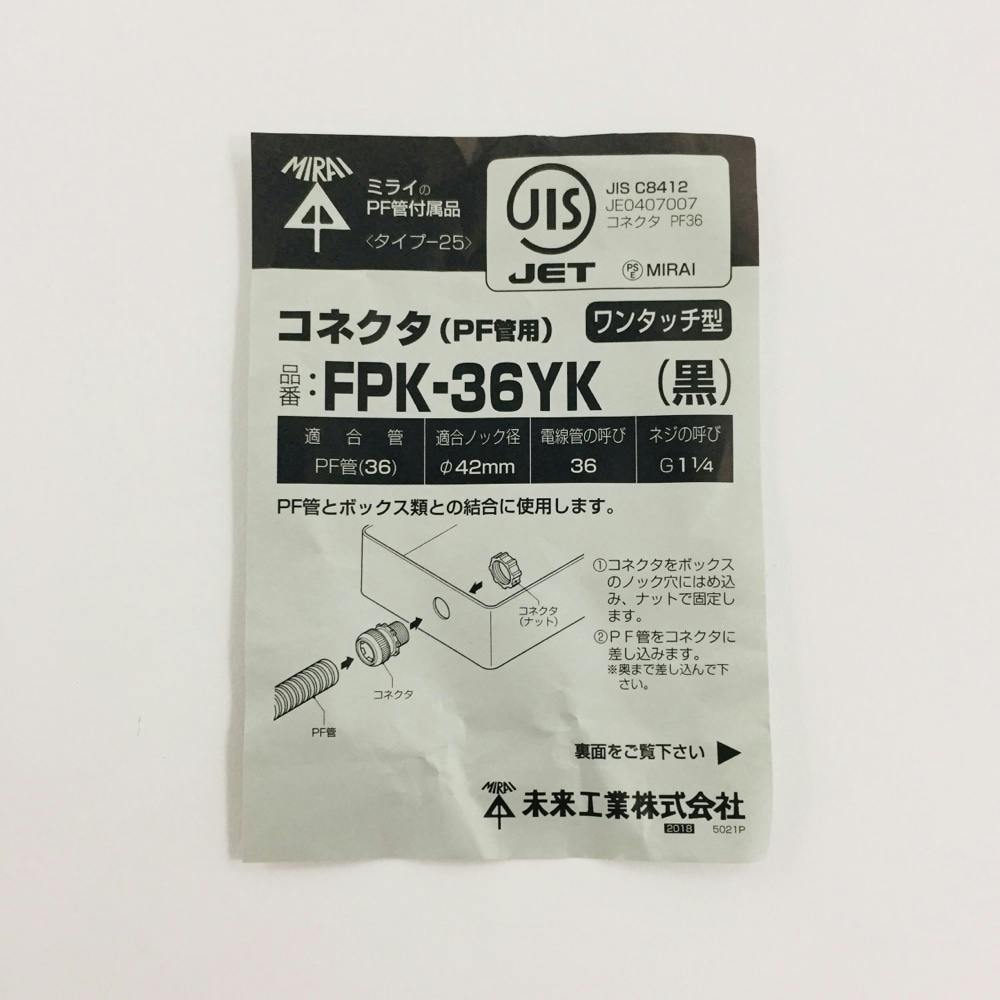 MIRAI
ミライの
PF管付属品
〈タイプ-25〉
JIS
JET
JIS C8412
JE0407007
コネクタ PF36
PSE MIRAI
コネクタ(PF管用) ワンタッチ型
品番:FPK-36YK (黒)
適合管 適合ノック径 電線管の呼び ネジの呼び
PF管(36) φ42mm 36 G1¼
PF管とボックス類との結合に使用します。
コネクタ
(ナット)
コネクタ
PF管
①コネクタをボックス
のノック穴にはめ込
み、ナットで固定し
ます。
②PF管をコネクタに
差し込みます。
※奥まで差し込んで下
さい。
裏面をご覧下さい ▶
MIRAI 未来工業株式会社
2018 5021P